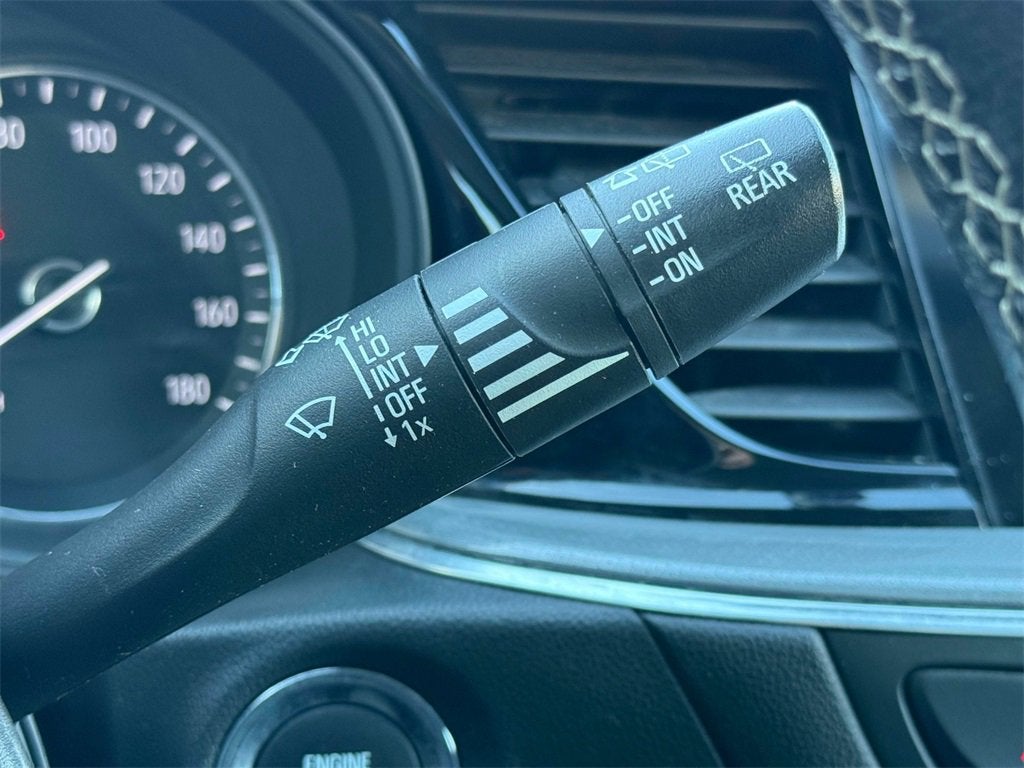 100
120
140
160
180
HI
LO
INT
OFF
1x
OFF
INT
ON
REAR
ENGINE